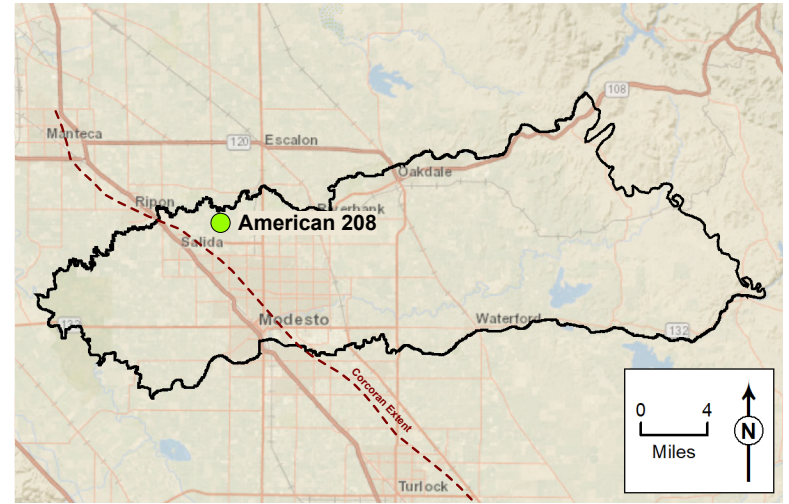 108
Manteca
120
Escalon
Oakdale
Ripon
Riverbank
American 208
Salida
132
Modesto
Waterford
132
Corcoran Extent
Turlock
0 4
Miles
N